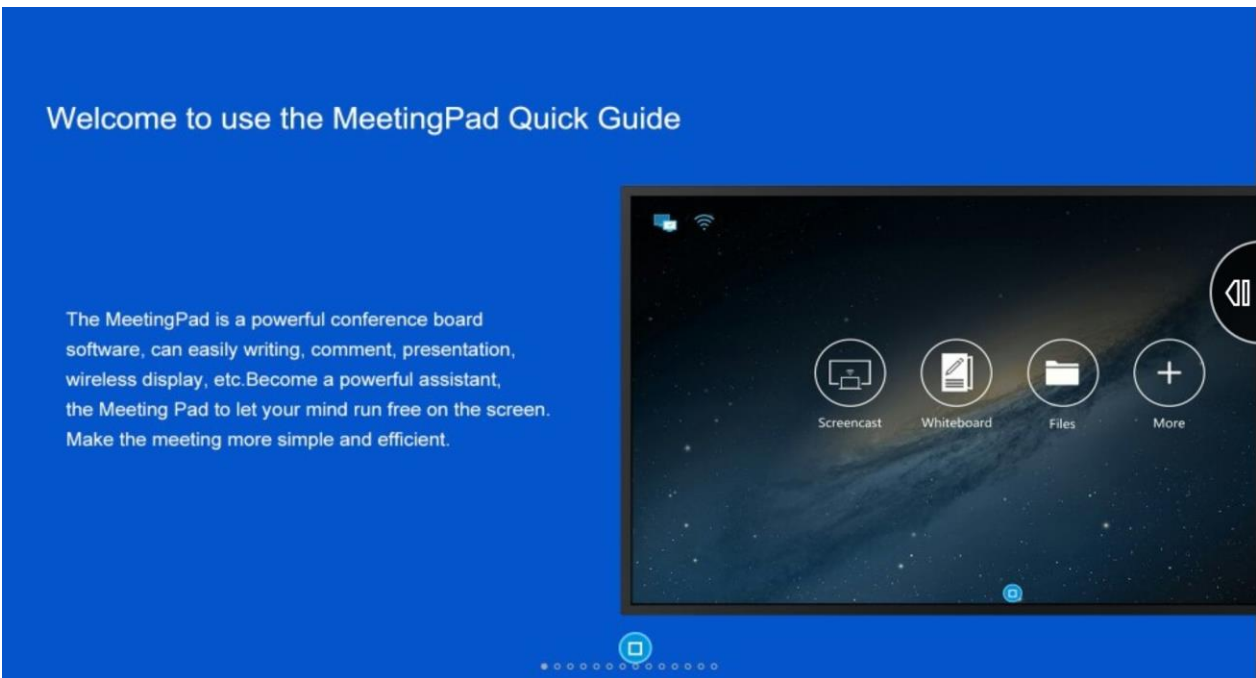 Welcome to use the MeetingPad Quick Guide
The MeetingPad is a powerful conference board
software, can easily writing, comment, presentation,
wireless display, etc.Become a powerful assistant,
the Meeting Pad to let your mind run free on the screen.
Make the meeting more simple and efficient.
Screencast
Whiteboard
Files
More